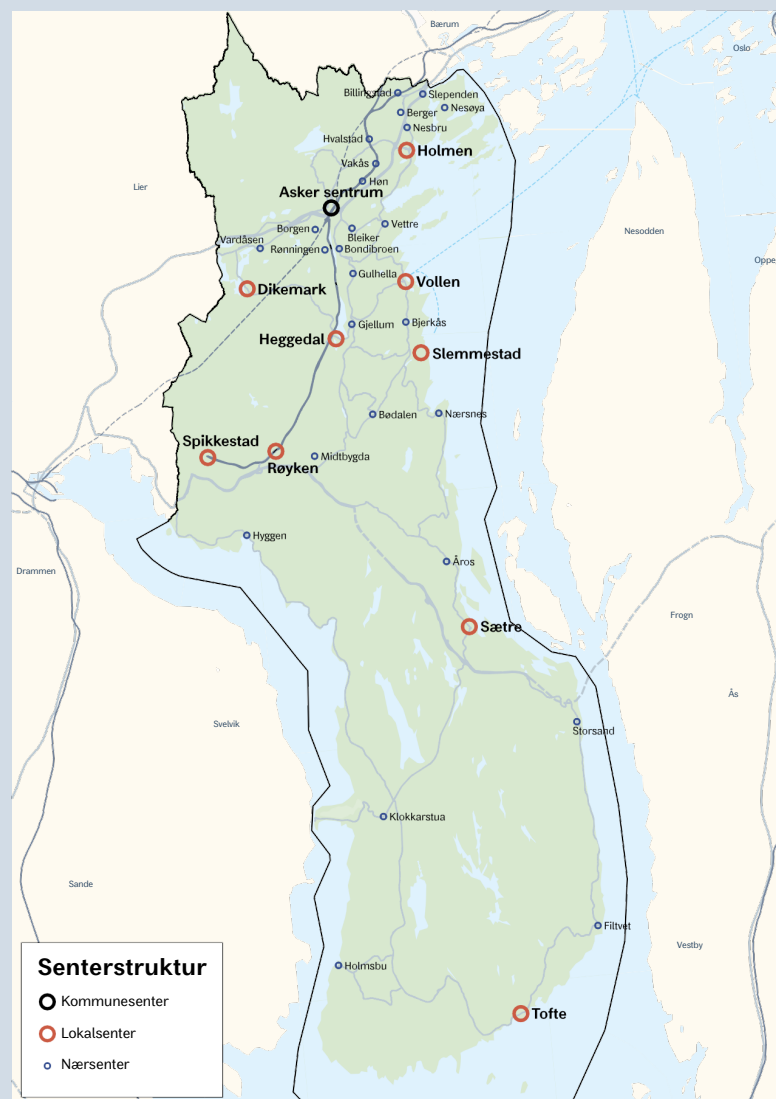 Bærum
Oslo
Billingstad
Slependen
Nesøya
Berger
Nesbru
Hvalstad
Holmen
Vakås
Høn
Lier
Asker sentrum
Vettre
Borgen
Bleiker
Nesodden
Vardåsen
Rønningen
Bondibroen
Oppe
Gulhella
Vollen
Dikemark
Gjellum
Bjerkås
Heggedal
Slemmestad
Bødalen
Nærsnes
Spikkestad
Midtbygda
Røyken
Hyggen
Åros
Drammen
Frogn
Sætre
Ås
Svelvik
Storsand
Klokkarstua
Sande
Filtvet
Vestby
Holmsbu
Tofte
Senterstruktur
Kommunesenter
Lokalsenter
Nærsenter